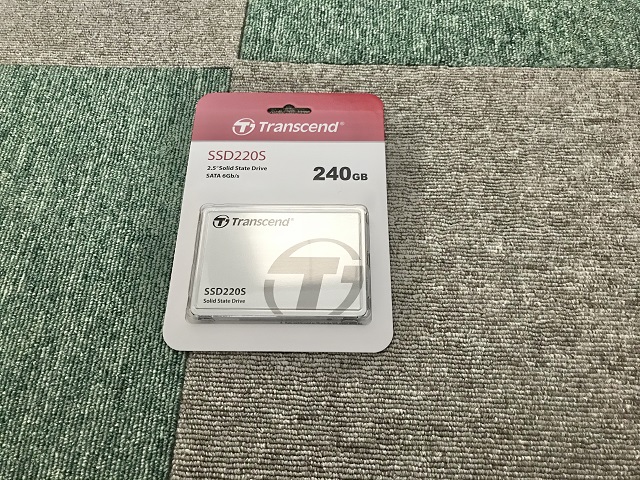 Transcend®
SSD220S
2.5" Solid State Drive
SATA 6Gb/s
240GB
Transcend®
SSD220S
Solid State Drive